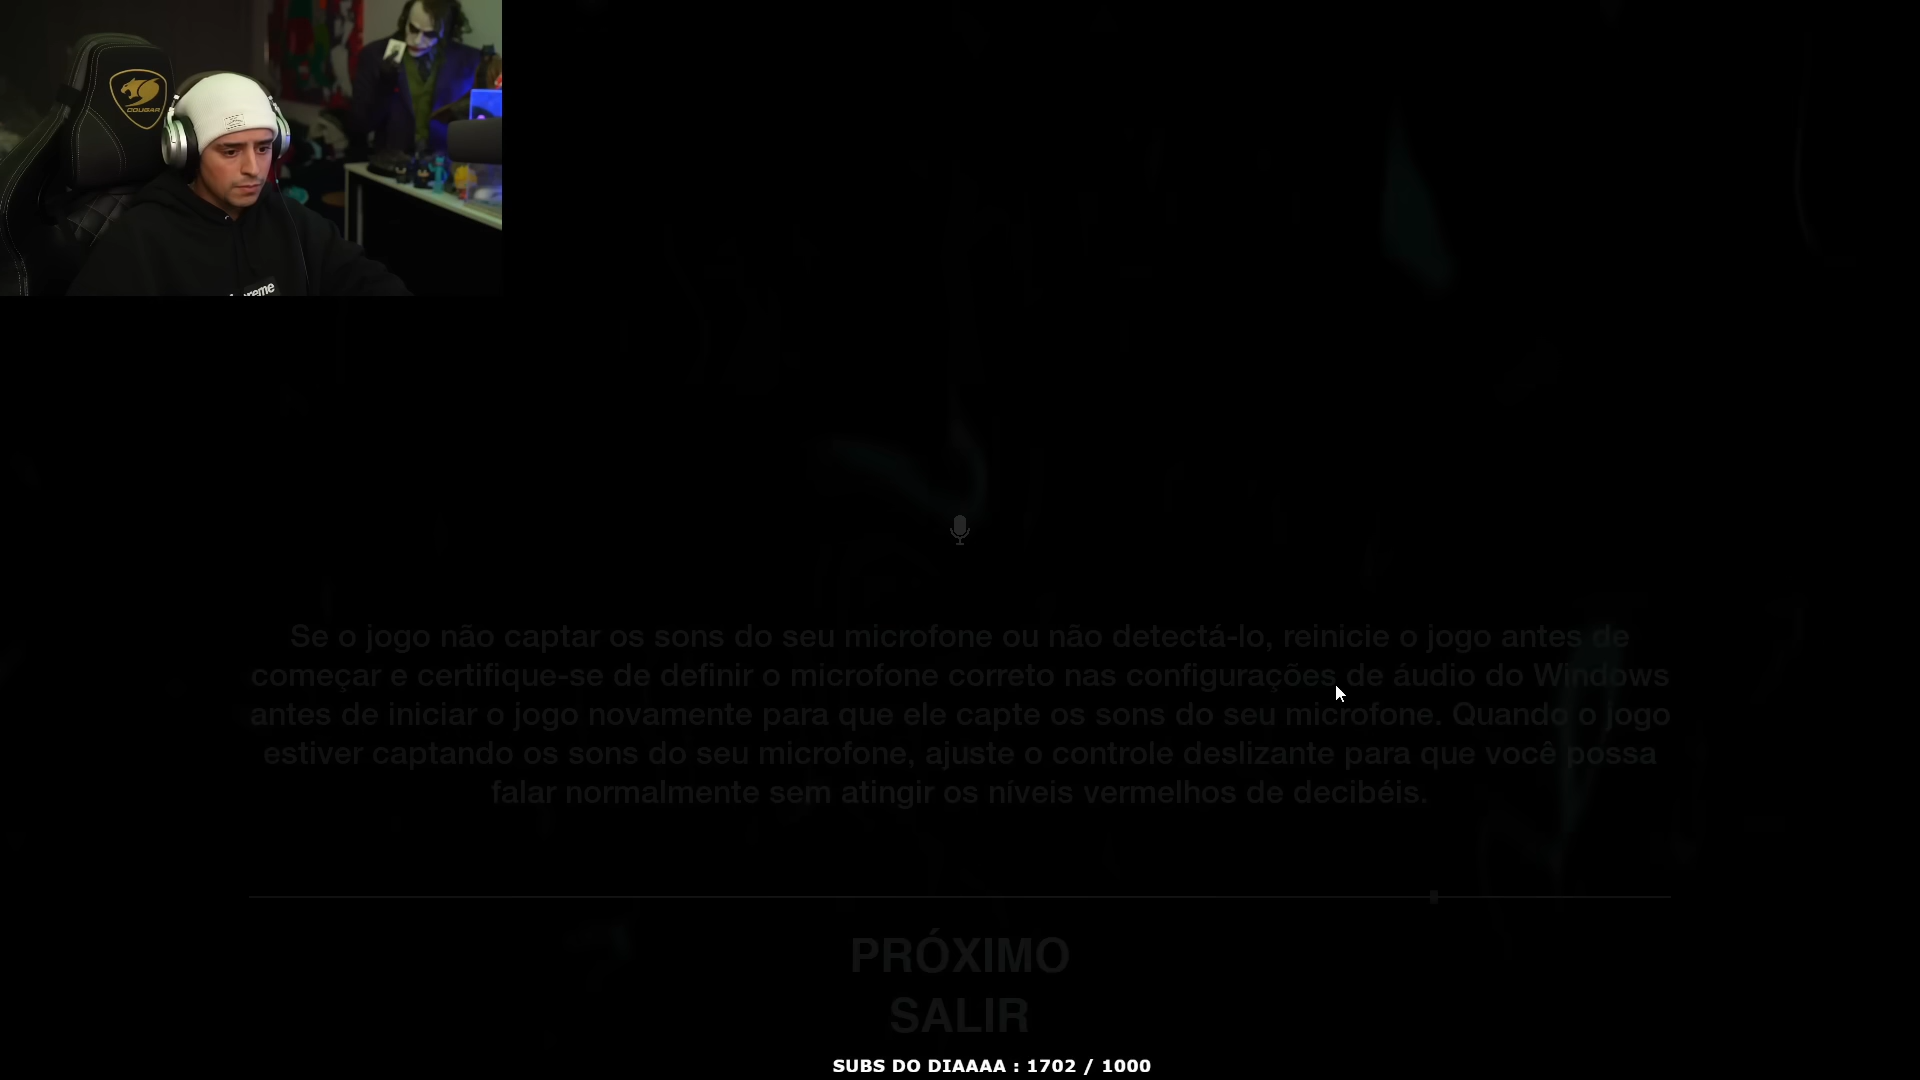 COUGAR
Se o jogo não captar os sons do seu microfone ou não detectá-lo, reinicie o jogo antes de
começar e certifique-se de definir o microfone correto nas configurações de áudio do Windows
antes de iniciar o jogo novamente para que ele capte os sons do seu microfone. Quando o jogo
estiver captando os sons do seu microfone, ajuste o controle deslizante para que você possa
falar normalmente sem atingir os níveis vermelhos de decibéis.
PRÓXIMO
SALIR
SUBS DO DIAAAA : 1702 / 1000